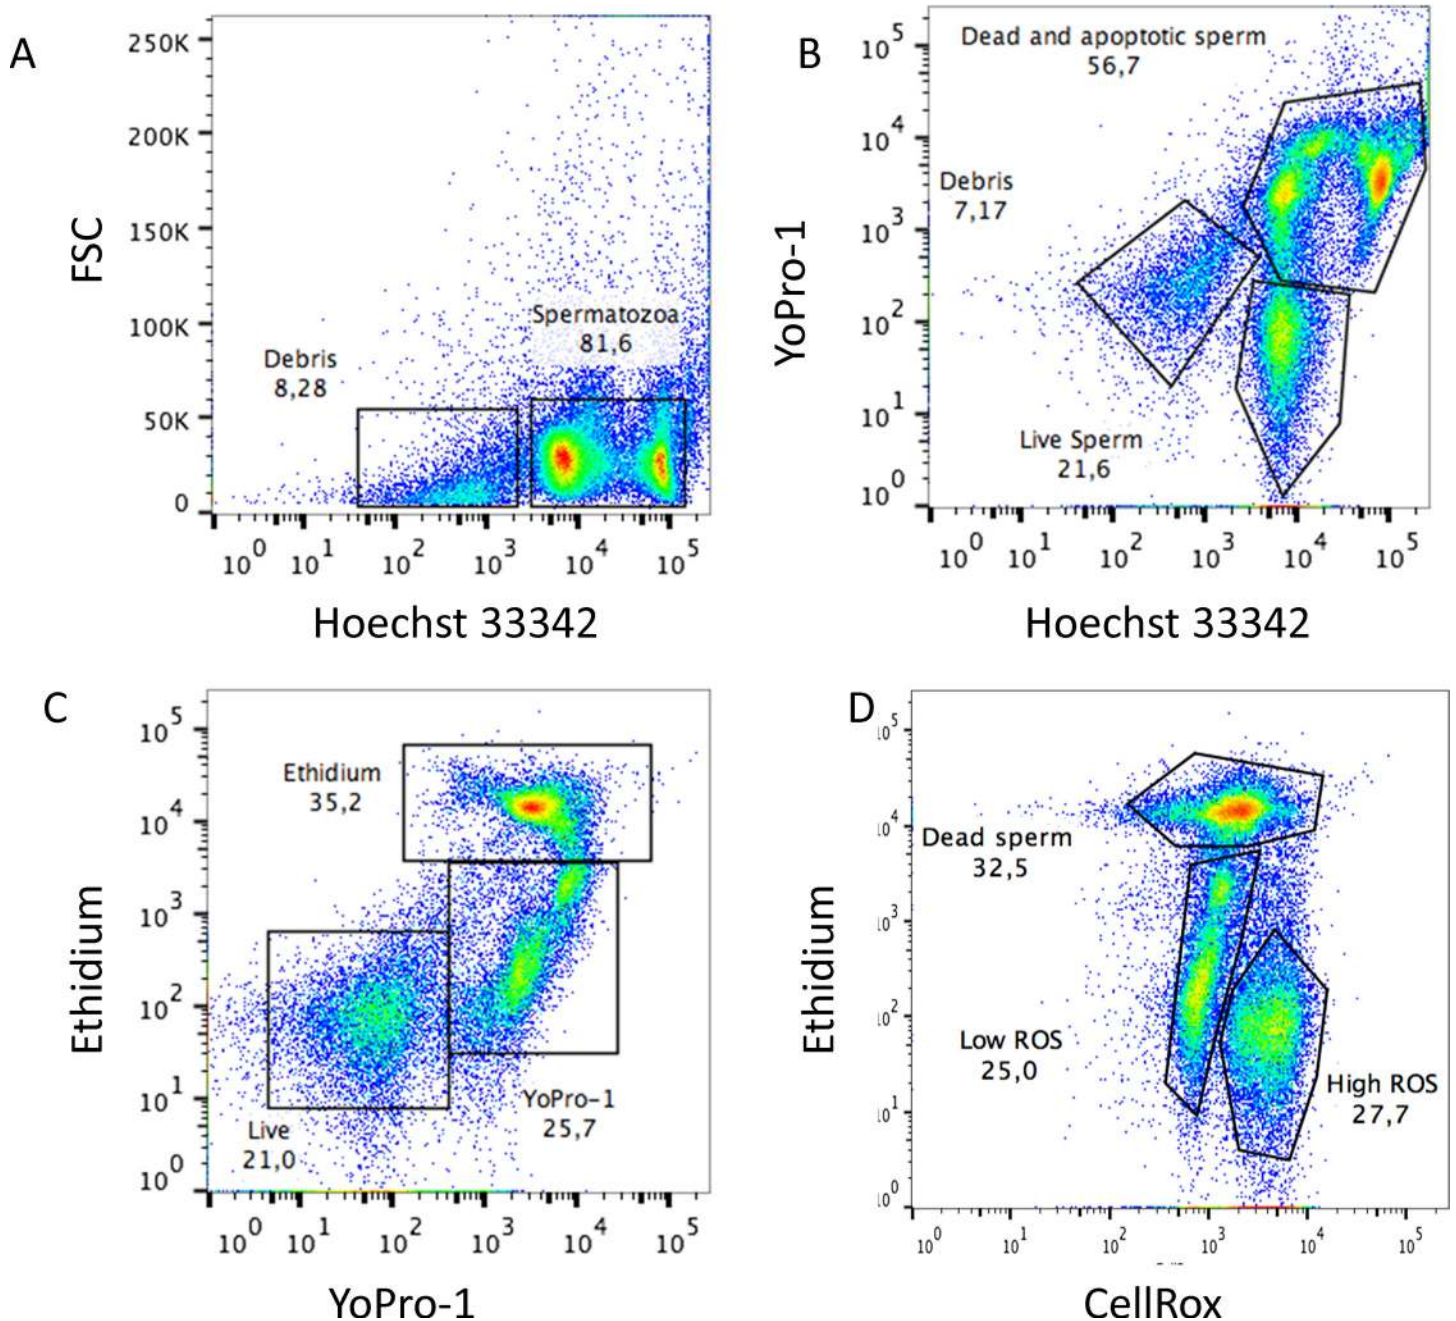 A
FSC
250K
200K
150K
100K
50K
0
Debris
8,28
Spermatozoa
81,6
10^0 10^1 10^2 10^3 10^4 10^5
Hoechst 33342
B
YoPro-1
10^5
10^4
10^3
10^2
10^1
10^0
Dead and apoptotic sperm
56,7
Debris
7,17
Live Sperm
21,6
10^0 10^1 10^2 10^3 10^4 10^5
Hoechst 33342
C
Ethidium
10^5
10^4
10^3
10^2
10^1
10^0
Ethidium
35,2
YoPro-1
25,7
Live
21,0
10^0 10^1 10^2 10^3 10^4 10^5
YoPro-1
D
Ethidium
10^5
10^4
10^3
10^2
10^1
10^0
Dead sperm
32,5
Low ROS
25,0
High ROS
27,7
10^0 10^1 10^2 10^3 10^4 10^5
CellRox